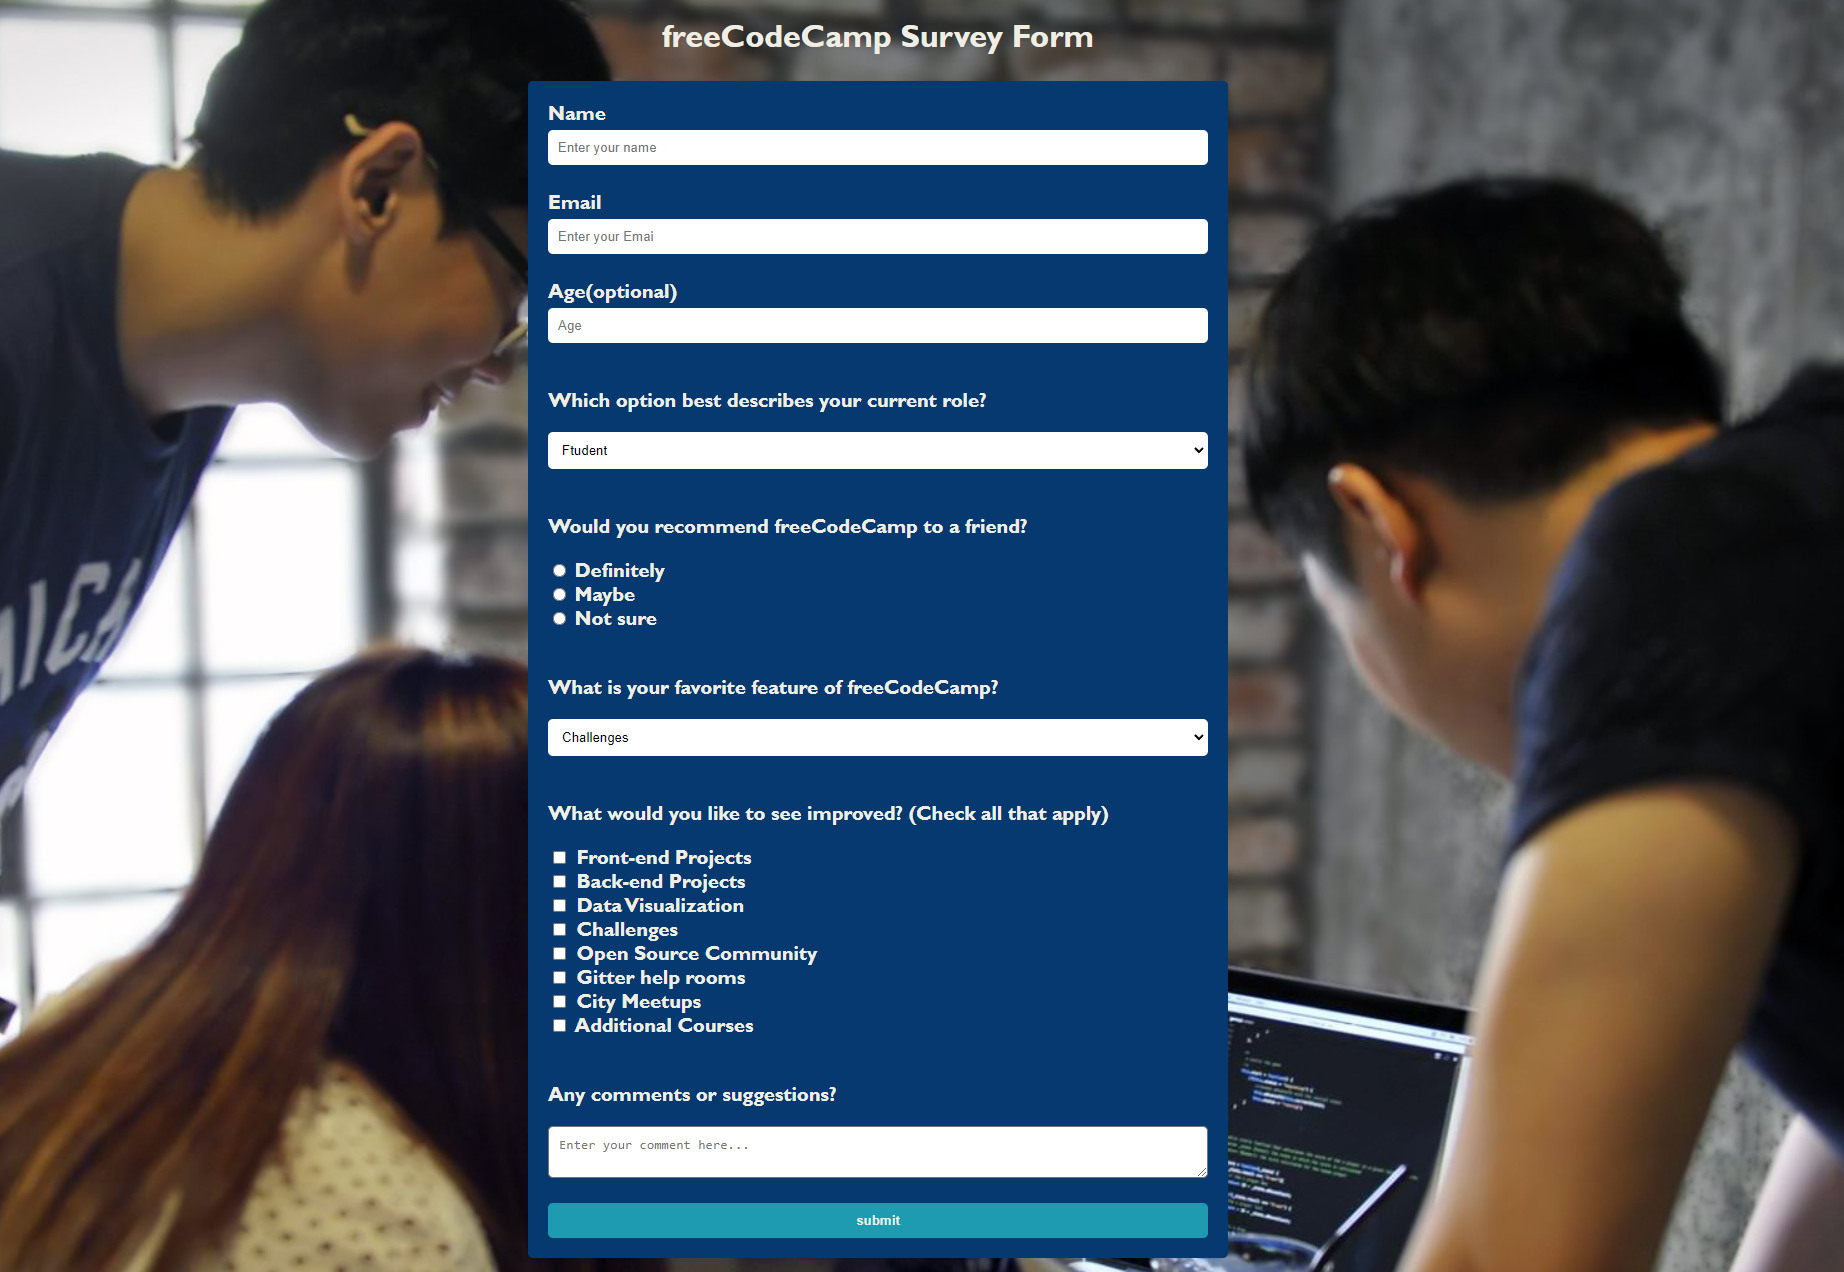 freeCodeCamp Survey Form
Name
Enter your name
Email
Enter your Emai
Age(optional)
Age
Which option best describes your current role?
Ftudent
Would you recommend freeCodeCamp to a friend?
Definitely
Maybe
Not sure
What is your favorite feature of freeCodeCamp?
Challenges
What would you like to see improved? (Check all that apply)
Front-end Projects
Back-end Projects
Data Visualization
Challenges
Open Source Community
Gitter help rooms
City Meetups
Additional Courses
Any comments or suggestions?
Enter your comment here...
submit